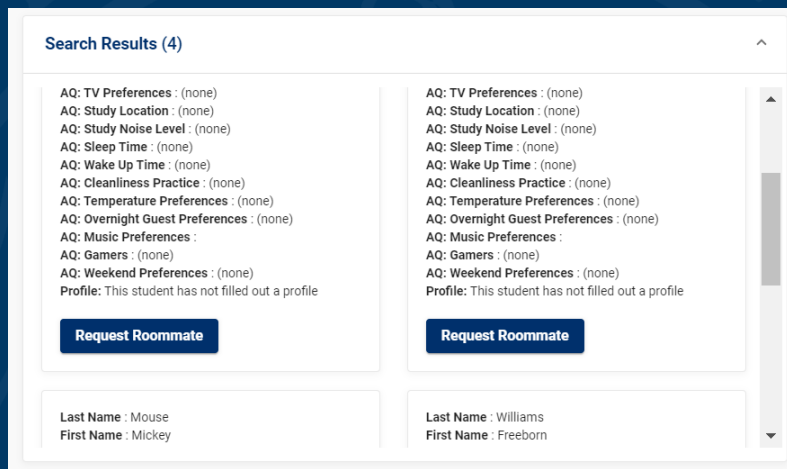 Search Results (4)
AQ: TV Preferences : (none)
AQ: Study Location : (none)
AQ: Study Noise Level : (none)
AQ: Sleep Time : (none)
AQ: Wake Up Time : (none)
AQ: Cleanliness Practice : (none)
AQ: Temperature Preferences : (none)
AQ: Overnight Guest Preferences : (none)
AQ: Music Preferences :
AQ: Gamers : (none)
AQ: Weekend Preferences : (none)
Profile: This student has not filled out a profile
Request Roommate
AQ: TV Preferences : (none)
AQ: Study Location : (none)
AQ: Study Noise Level : (none)
AQ: Sleep Time : (none)
AQ: Wake Up Time : (none)
AQ: Cleanliness Practice : (none)
AQ: Temperature Preferences : (none)
AQ: Overnight Guest Preferences : (none)
AQ: Music Preferences :
AQ: Gamers : (none)
AQ: Weekend Preferences : (none)
Profile: This student has not filled out a profile
Request Roommate
Last Name : Mouse
First Name : Mickey
Last Name : Williams
First Name : Freeborn